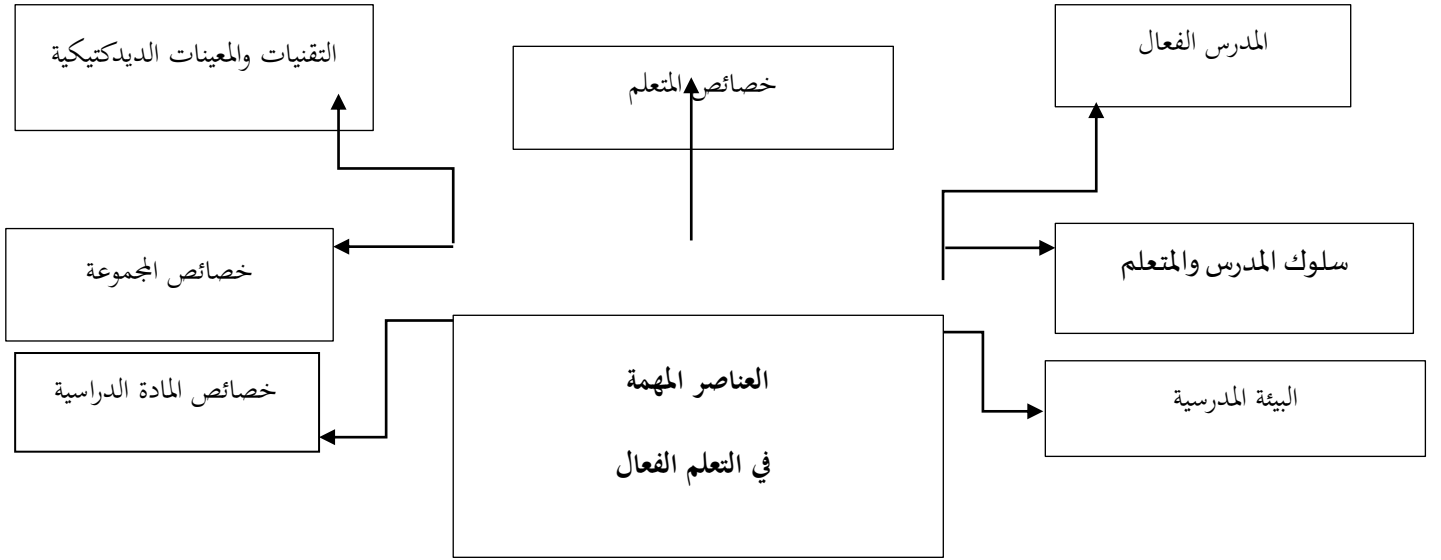 المدرس الفعال
خصائص المتعلم
التقنيات والمعينات الديدكتيكية
سلوك المدرس والمتعلم
خصائص المجموعة
البيئة المدرسية
خصائص المادة الدراسية
العناصر المهمة
في التعلم الفعال